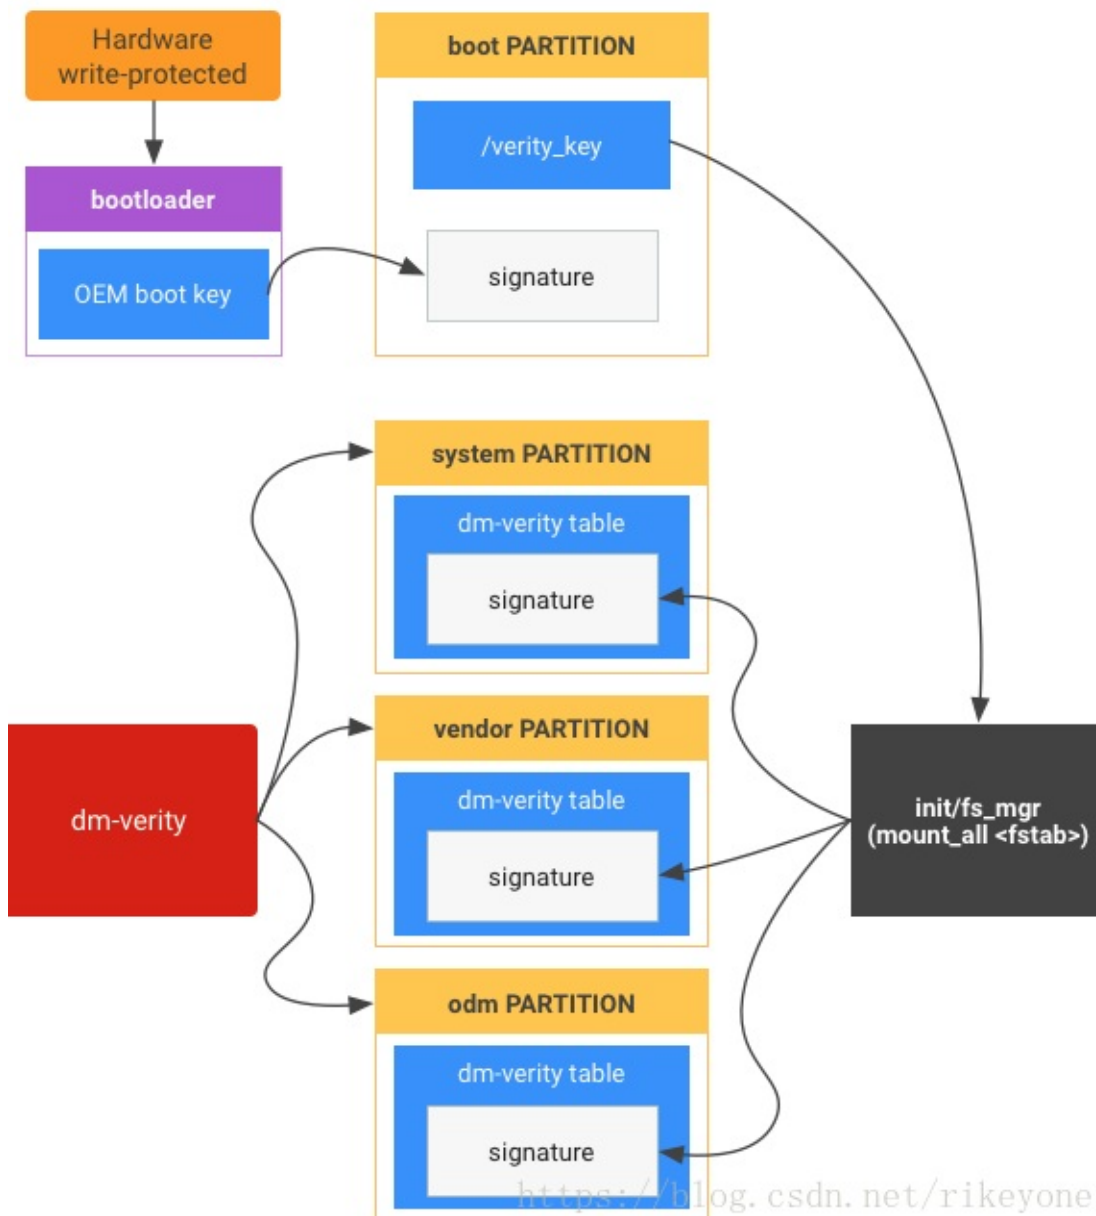 Hardware
write-protected
bootloader
OEM boot key
boot PARTITION
/verity_key
signature
system PARTITION
dm-verity table
signature
dm-verity
vendor PARTITION
dm-verity table
signature
init/fs_mgr
(mount_all <fstab>)
odm PARTITION
dm-verity table
signature
https://blog.csdn.net/rikeyone